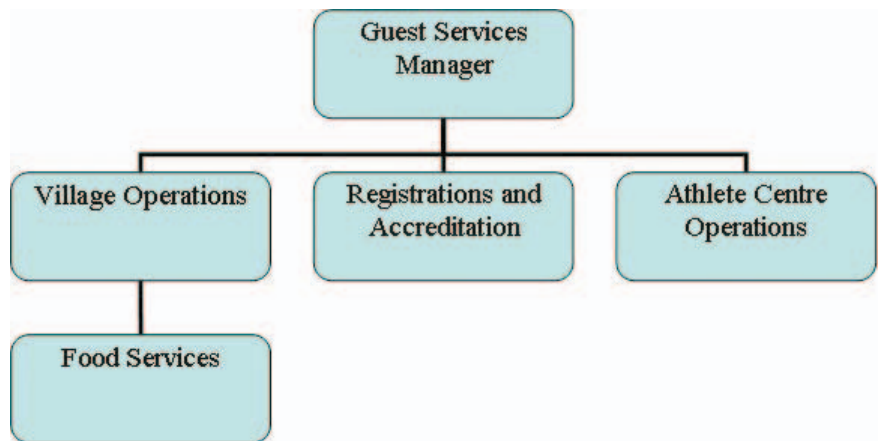 Guest Services
Manager
Village Operations
Registrations and
Accreditation
Athlete Centre
Operations
Food Services